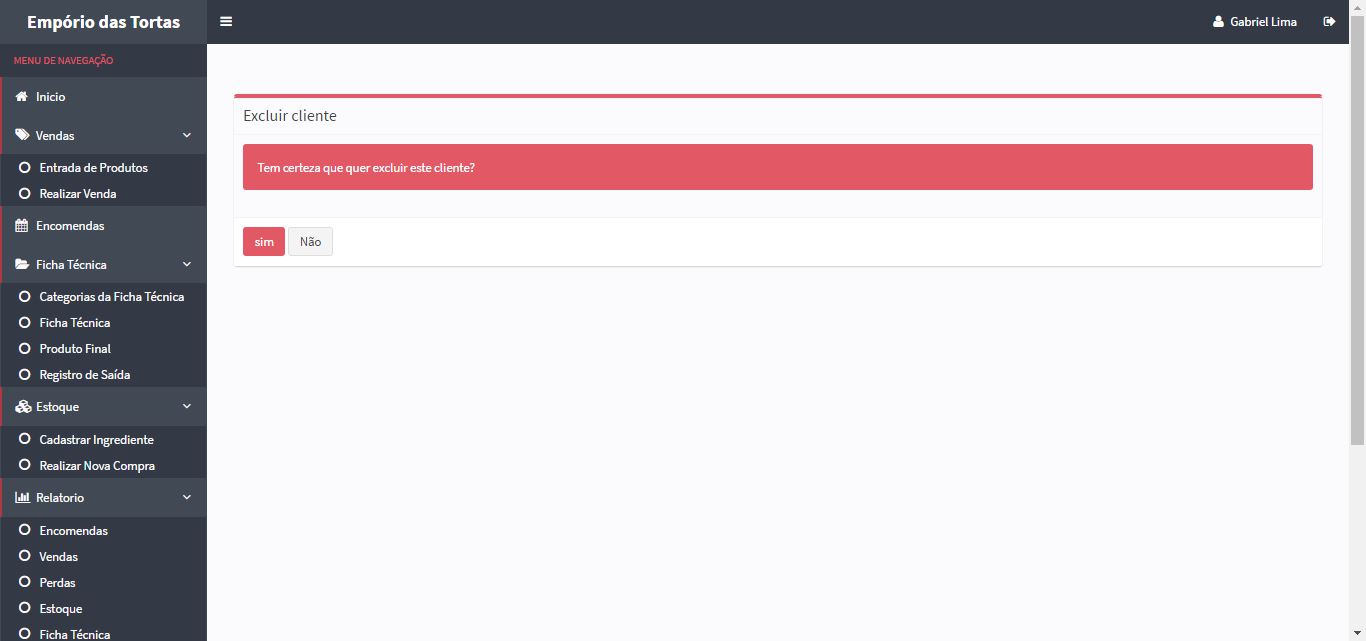 Empório das Tortas
Gabriel Lima
MENU DE NAVEGAÇÃO
Inicio
Vendas
Entrada de Produtos
Realizar Venda
Encomendas
Ficha Técnica
Categorias da Ficha Técnica
Ficha Técnica
Produto Final
Registro de Saída
Estoque
Cadastrar Ingrediente
Realizar Nova Compra
Relatorio
Encomendas
Vendas
Perdas
Estoque
Ficha Técnica
Excluir cliente
Tem certeza que quer excluir este cliente?
sim Não